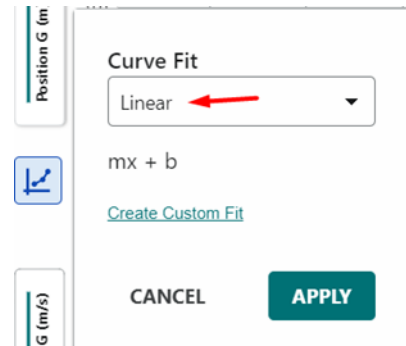 Position G (m)
Curve Fit
Linear
mx + b
Create Custom Fit
CANCEL
APPLY
G (m/s)